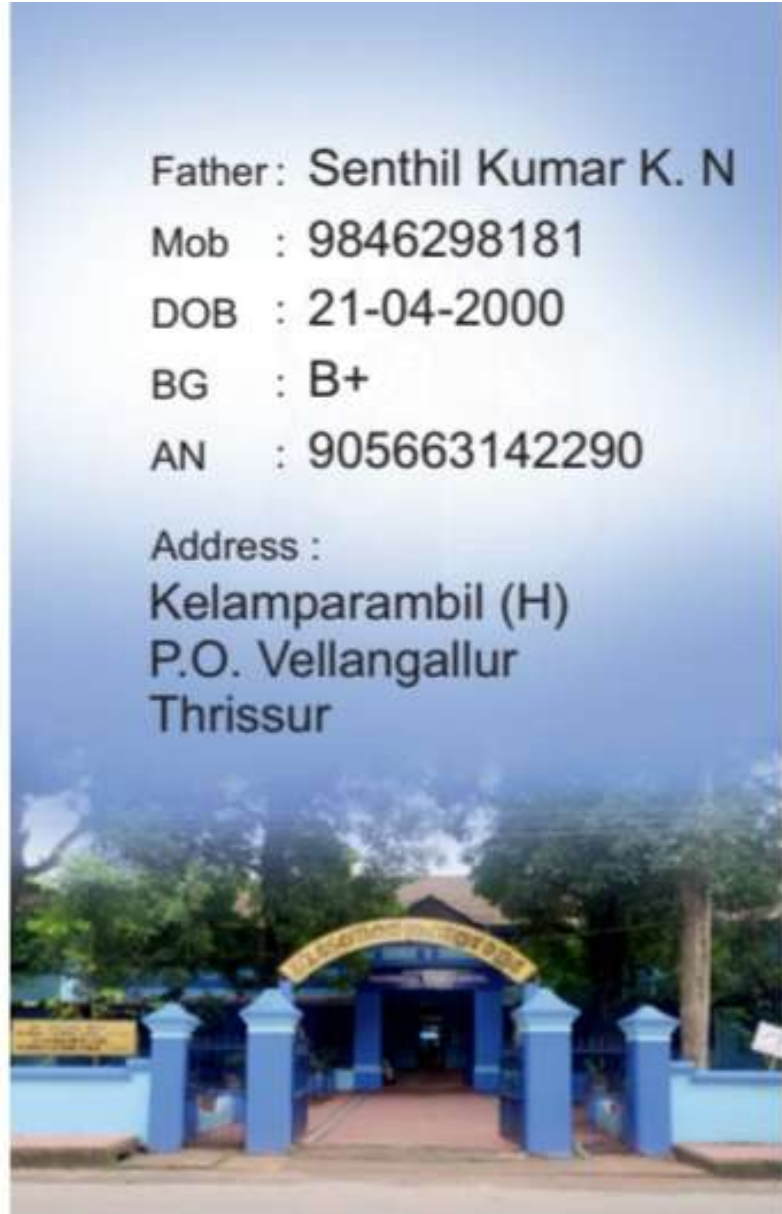 Father : Senthil Kumar K. N
Mob : 9846298181
DOB : 21-04-2000
BG : B+
AN : 905663142290
Address :
Kelamparambil (H)
P.O. Vellangallur
Thrissur